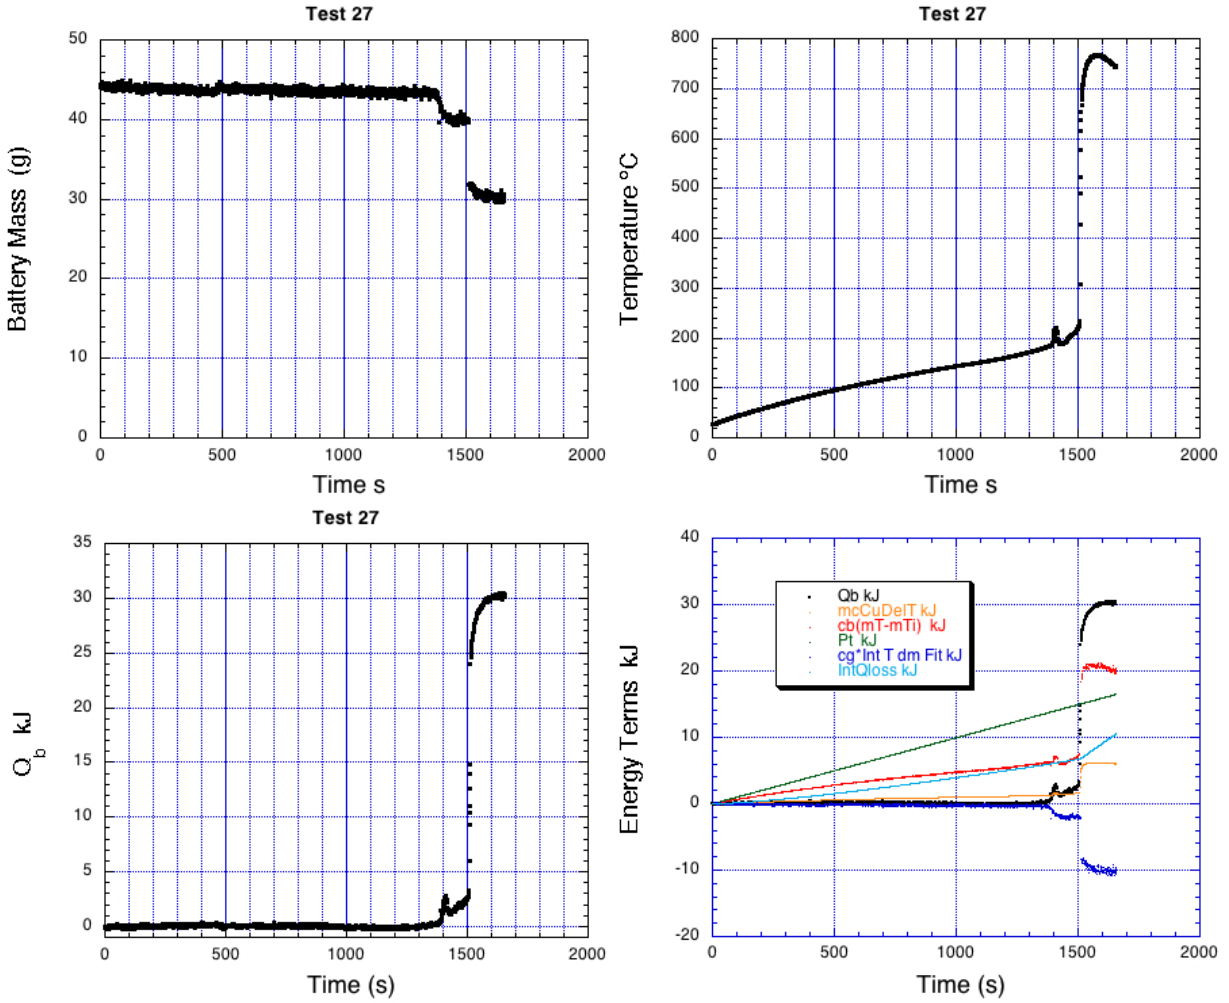 Test 27
50
40
30
20
10
0
0
500
1000
1500
2000
Battery Mass (g)
Time s
Test 27
800
700
600
500
400
300
200
100
0
0
500
1000
1500
2000
Temperature ºC
Time s
Test 27
35
30
25
20
15
10
5
0
0
500
1000
1500
2000
Qb kJ
Time (s)
40
30
20
10
0
-10
-20
0
500
1000
1500
2000
Energy Terms kJ
Time (s)
Qb kJ
mcCuDelT kJ
cb(mT-mTi) kJ
Pt kJ
cg*Int T dm Fit kJ
IntQloss kJ